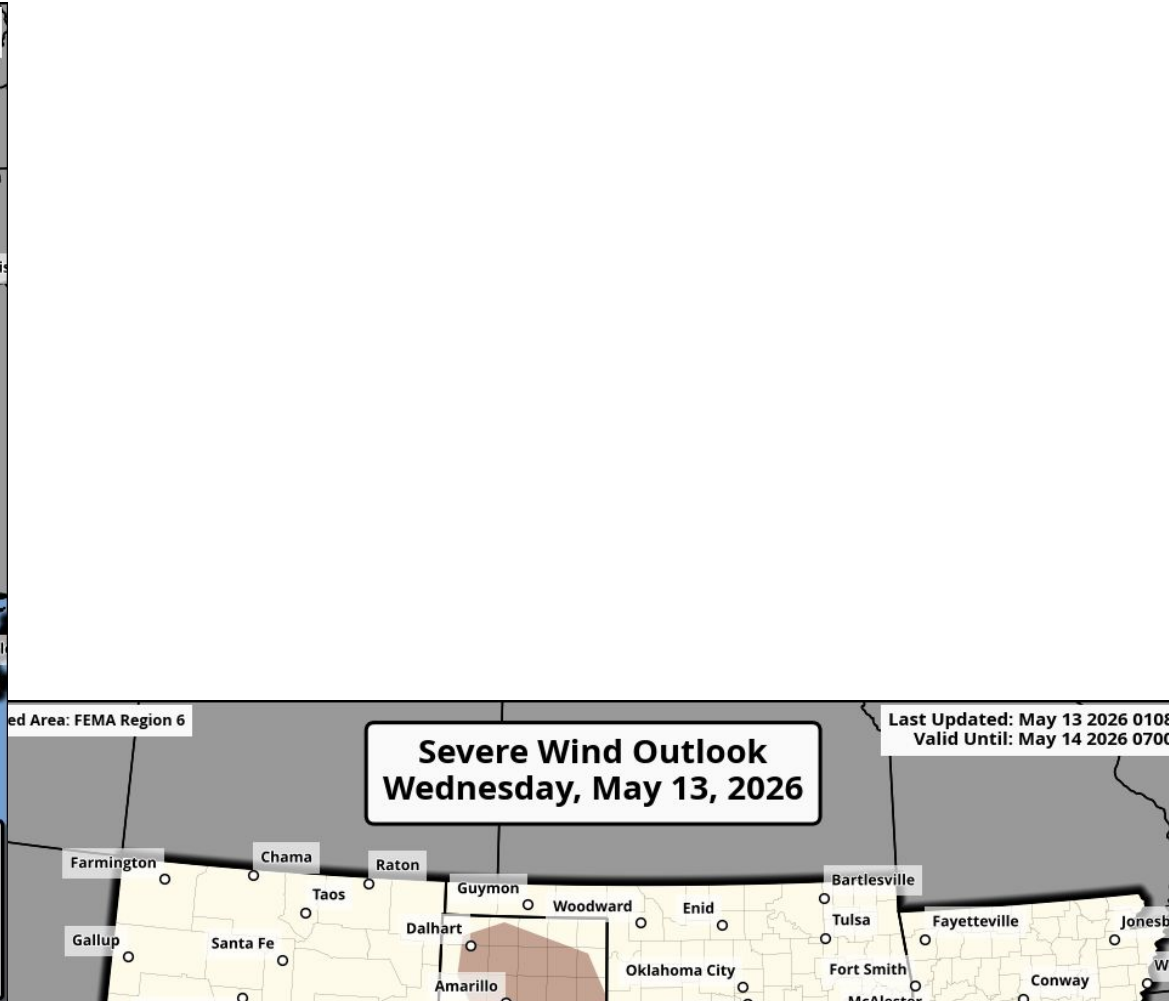 ed Area: FEMA Region 6
Last Updated: May 13 2026 0108
Valid Until: May 14 2026 0700
Severe Wind Outlook
Wednesday, May 13, 2026
Farmington
Chama
Raton
Taos
Guymon
Woodward
Enid
Bartlesville
Tulsa
Fayetteville
Jonesb
Dalhart
Gallup
Santa Fe
Oklahoma City
Fort Smith
Amarillo
Conway
McAlester
W